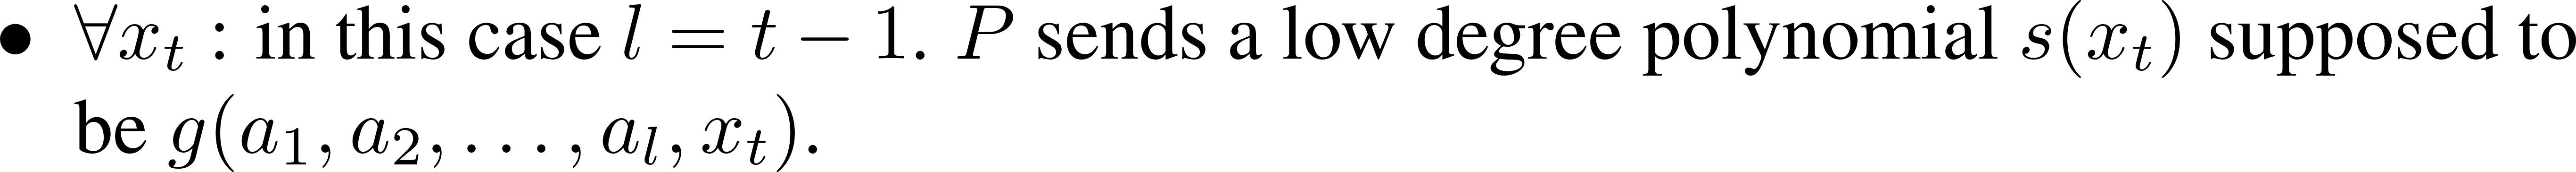 • ∀x_t : in this case l = t − 1. P sends a low degree polynomial s(x_t) supposed to
be g(a_1, a_2, . . . , a_l, x_t).